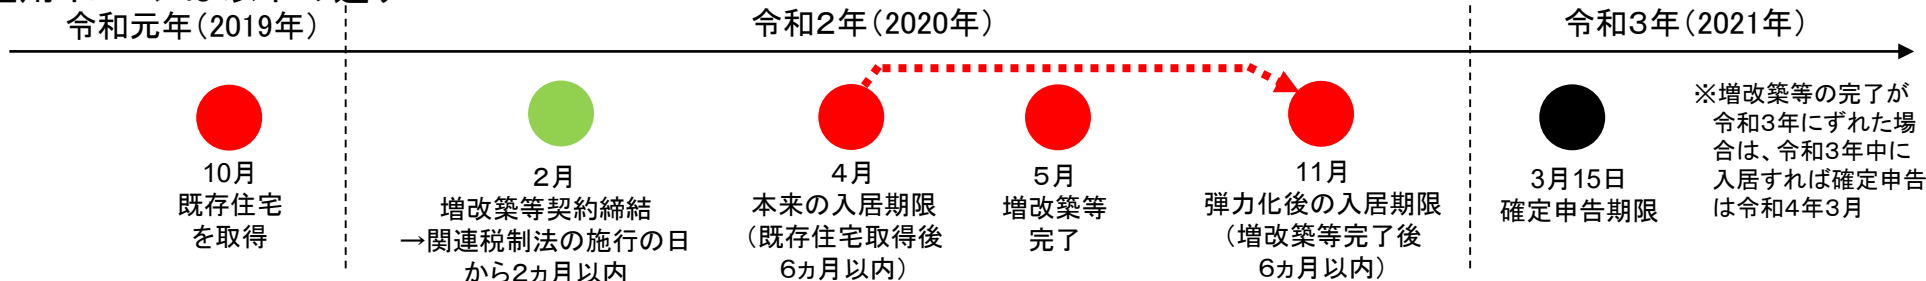 令和元年（2019年）
令和２年（2020年）
令和３年（2021年）
10月
既存住宅
を取得
２月
増改築等契約締結
→関連税制法の施行の日
から２ヵ月以内
４月
本来の入居期限
（既存住宅取得後
６ヵ月以内）
５月
増改築等
完了
11月
弾力化後の入居期限
（増改築等完了後
６ヵ月以内）
3月15日
確定申告期限
※増改築等の完了が
令和３年にずれた場
合は、令和３年中に
入居すれば確定申告
は令和４年３月